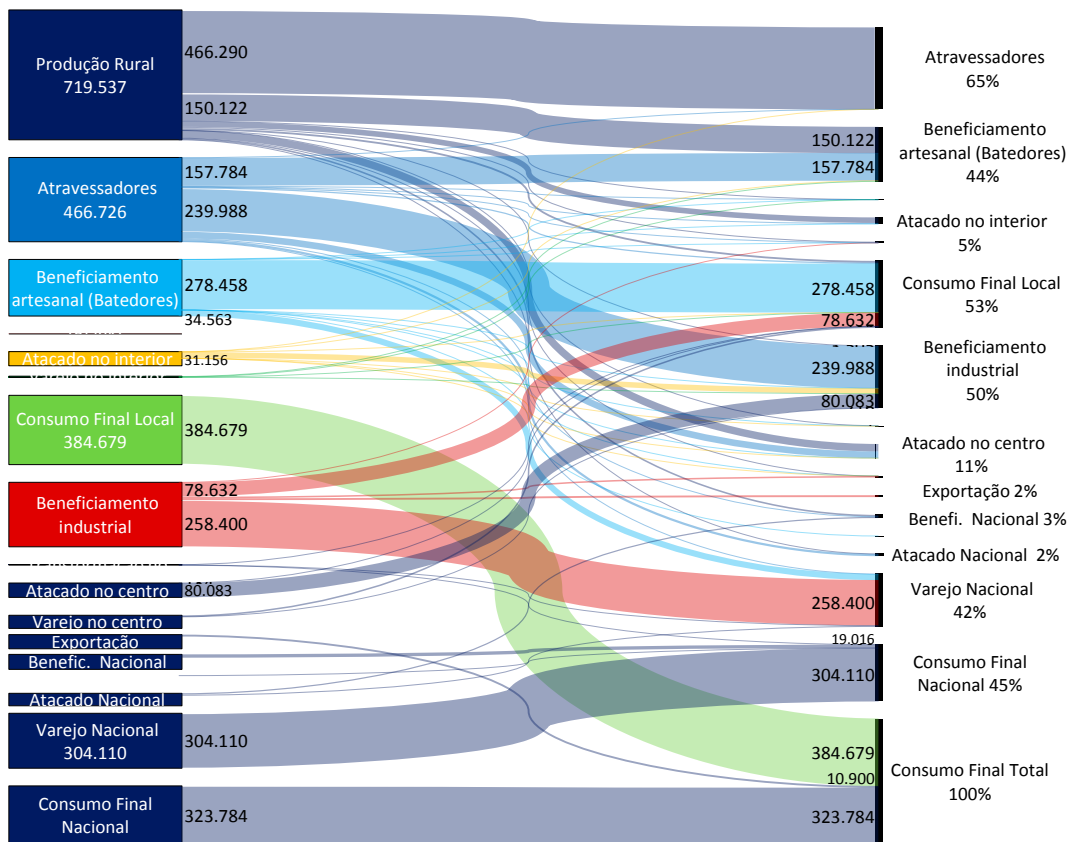 Produção Rural
719.537
466.290
150.122
Atravessadores
466.726
157.784
239.988
Beneficiamento
artesanal (Batedores)
278.458
34.563
Atacado no interior
31.156
Consumo Final Local
384.679
384.679
Beneficiamento
industrial
78.632
258.400
Atacado no centro
80.083
Varejo no centro
Exportação
Benefic. Nacional
Atacado Nacional
Varejo Nacional
304.110
304.110
Consumo Final
Nacional
323.784
Atravessadores
65%
150.122
157.784
Beneficiamento
artesanal (Batedores)
44%
Atacado no interior
5%
278.458
78.632
Consumo Final Local
53%
239.988
80.083
Beneficiamento
industrial
50%
Atacado no centro
11%
Exportação 2%
Benefi. Nacional 3%
Atacado Nacional 2%
258.400
Varejo Nacional
42%
19.016
304.110
Consumo Final
Nacional 45%
384.679
10.900
323.784
Consumo Final Total
100%